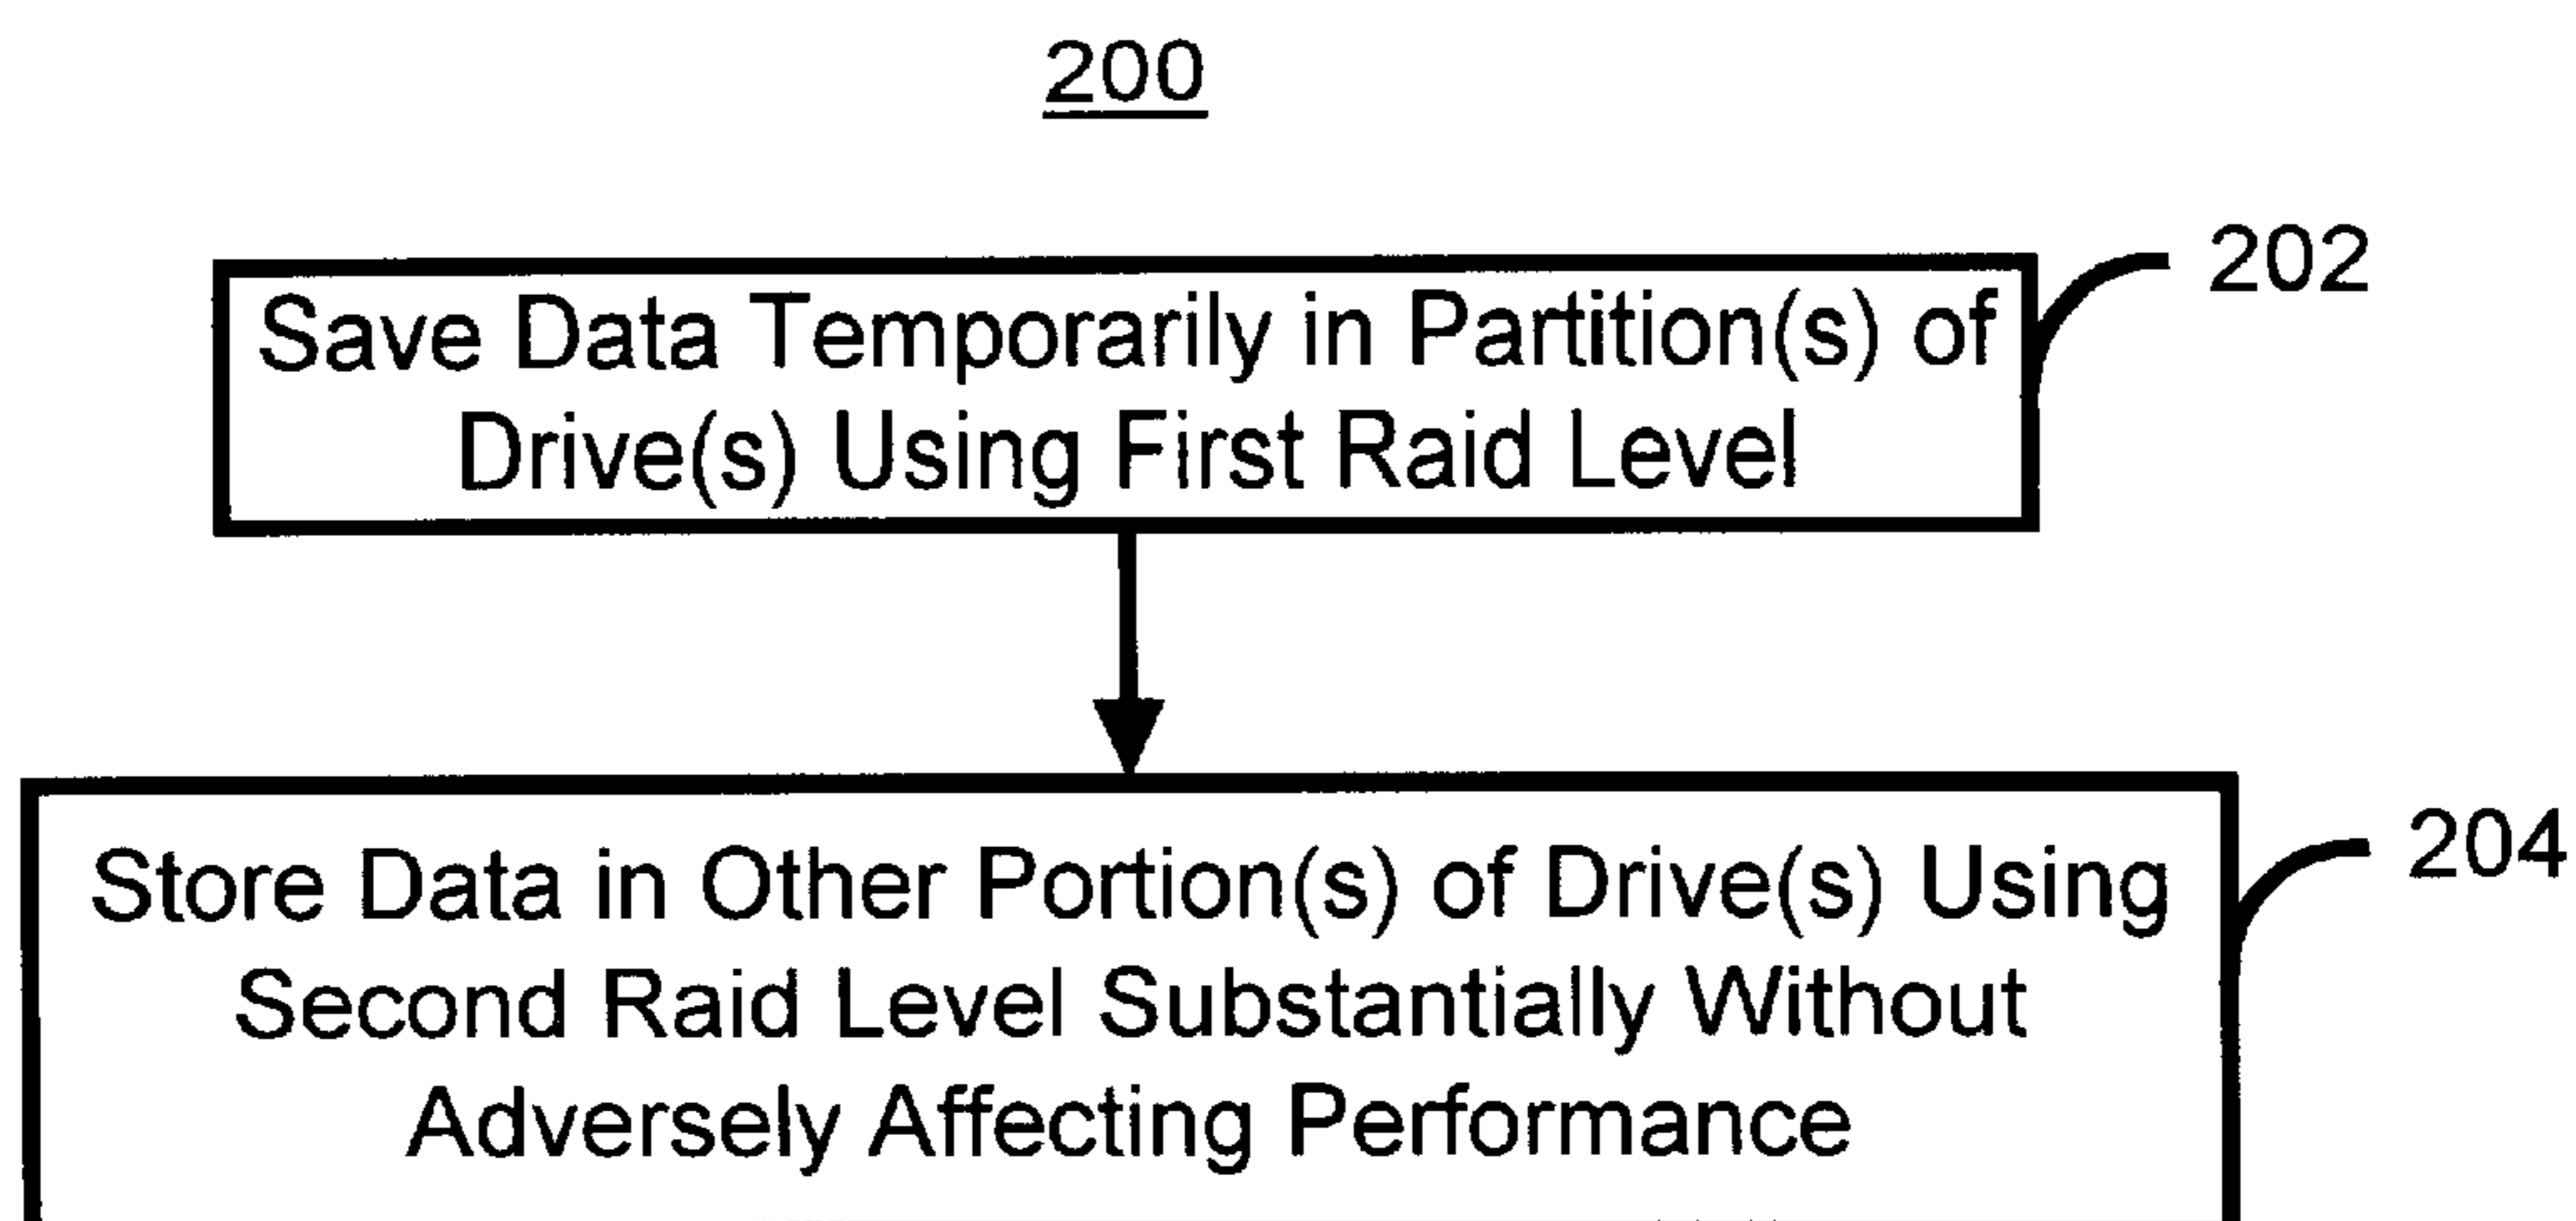 200
202
Save Data Temporarily in Partition(s) of
Drive(s) Using First Raid Level
204
Store Data in Other Portion(s) of Drive(s) Using
Second Raid Level Substantially Without
Adversely Affecting Performance